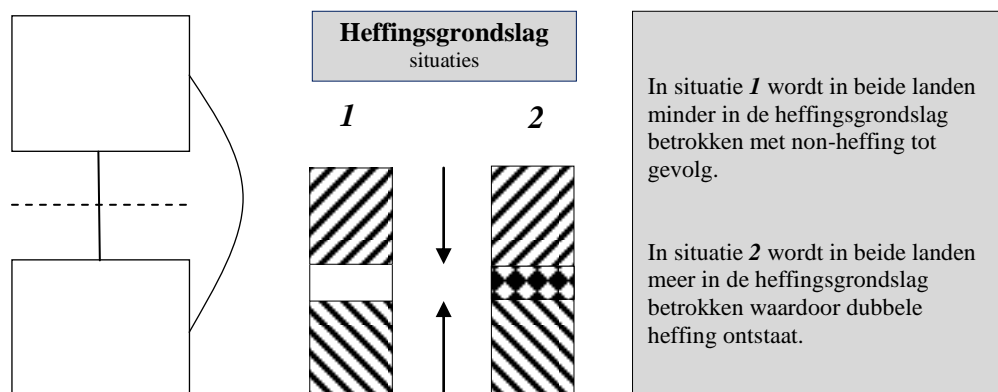 Heffingsgrondslag
situaties
1
2
In situatie 1 wordt in beide landen
minder in de heffingsgrondslag
betrokken met non-heffing tot
gevolg.
In situatie 2 wordt in beide landen
meer in de heffingsgrondslag
betrokken waardoor dubbele
heffing ontstaat.